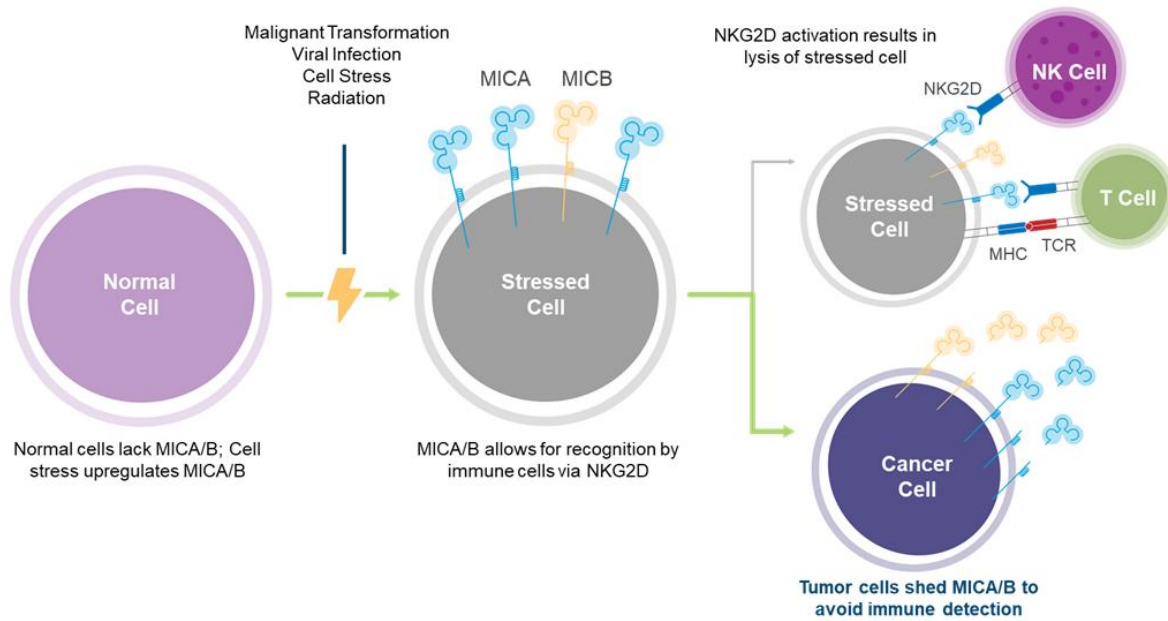 Malignant Transformation
Viral Infection
Cell Stress
Radiation
MICA
MICB
NKG2D activation results in
lysis of stressed cell
NKG2D
NK Cell
Stressed
Cell
T Cell
MHC
TCR
Normal
Cell
Stressed
Cell
Cancer
Cell
Normal cells lack MICA/B; Cell
stress upregulates MICA/B
MICA/B allows for recognition by
immune cells via NKG2D
Tumor cells shed MICA/B to
avoid immune detection